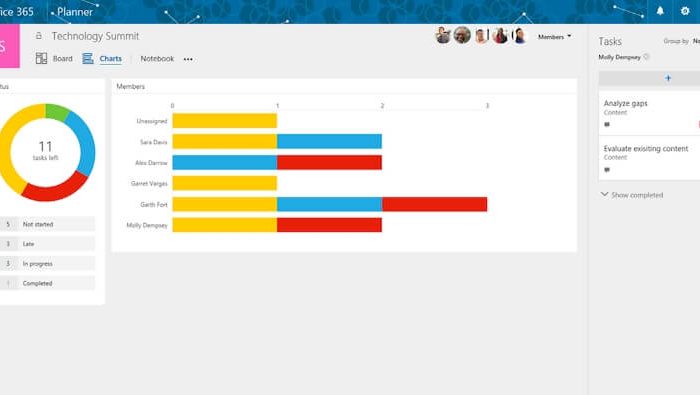 ice 365 Planner
S
Technology Summit
Members
Board Charts Notebook •••
tus
11
tasks left
5 Not started
3 Late
3 In progress
1 Completed
Members
0 1 2 3
Unassigned
Sara Davis
Alex Darrow
Garret Vargas
Garth Fort
Molly Dempsey
Tasks Group by No
Molly Dempsey
+
Analyze gaps
Content
Evaluate exisiting content
Content
Show completed